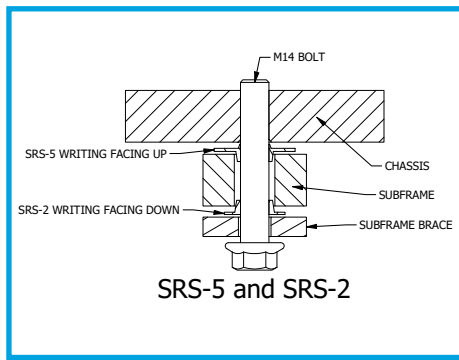 M14 BOLT
SRS-5 WRITING FACING UP
CHASSIS
SUBFRAME
SRS-2 WRITING FACING DOWN
SUBFRAME BRACE
SRS-5 and SRS-2